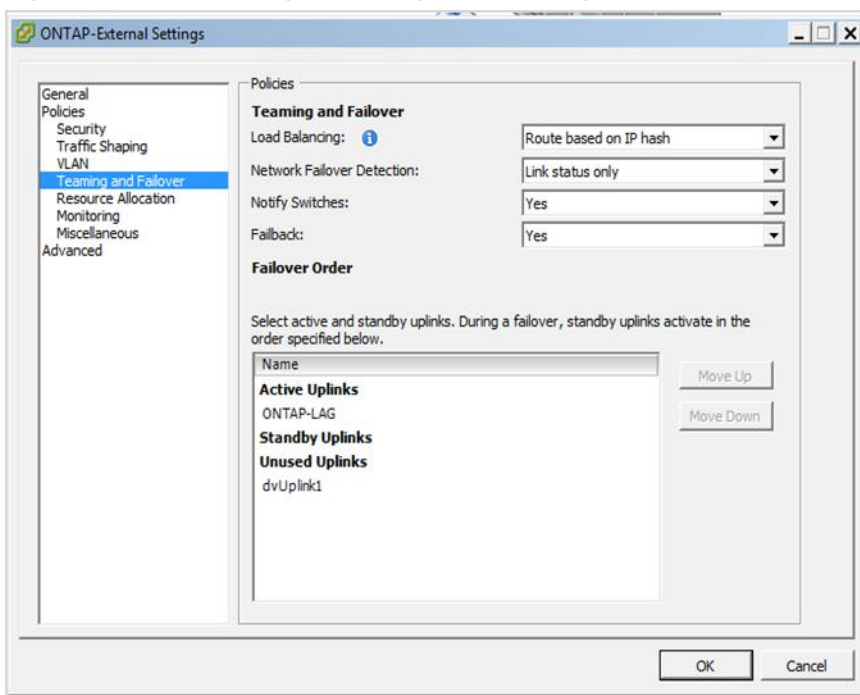 ONTAP-External Settings
General
Policies
Security
Traffic Shaping
VLAN
Teaming and Failover
Resource Allocation
Monitoring
Miscellaneous
Advanced
Policies
Teaming and Failover
Load Balancing: Route based on IP hash
Network Failover Detection: Link status only
Notify Switches: Yes
Failback: Yes
Failover Order
Select active and standby uplinks. During a failover, standby uplinks activate in the
order specified below.
Name
Active Uplinks
ONTAP-LAG
Standby Uplinks
Unused Uplinks
dvUplink1
Move Up
Move Down
OK Cancel